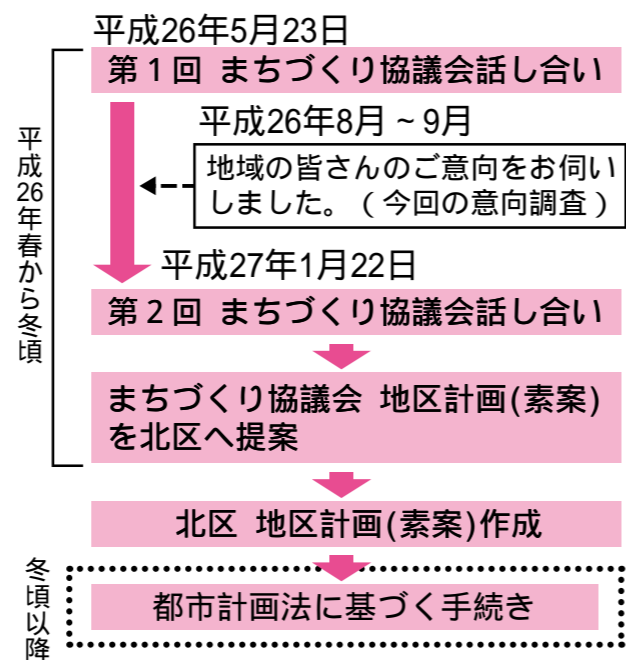 平成26年5月23日
第1回 まちづくり協議会話し合い
平成26年8月~9月
地域の皆さんのご意向をお伺い
しました。(今回の意向調査)
平成27年1月22日
第2回 まちづくり協議会話し合い
まちづくり協議会 地区計画(素案)
を北区へ提案
平成26年春から冬頃
北区 地区計画(素案)作成
都市計画法に基づく手続き
冬頃以降